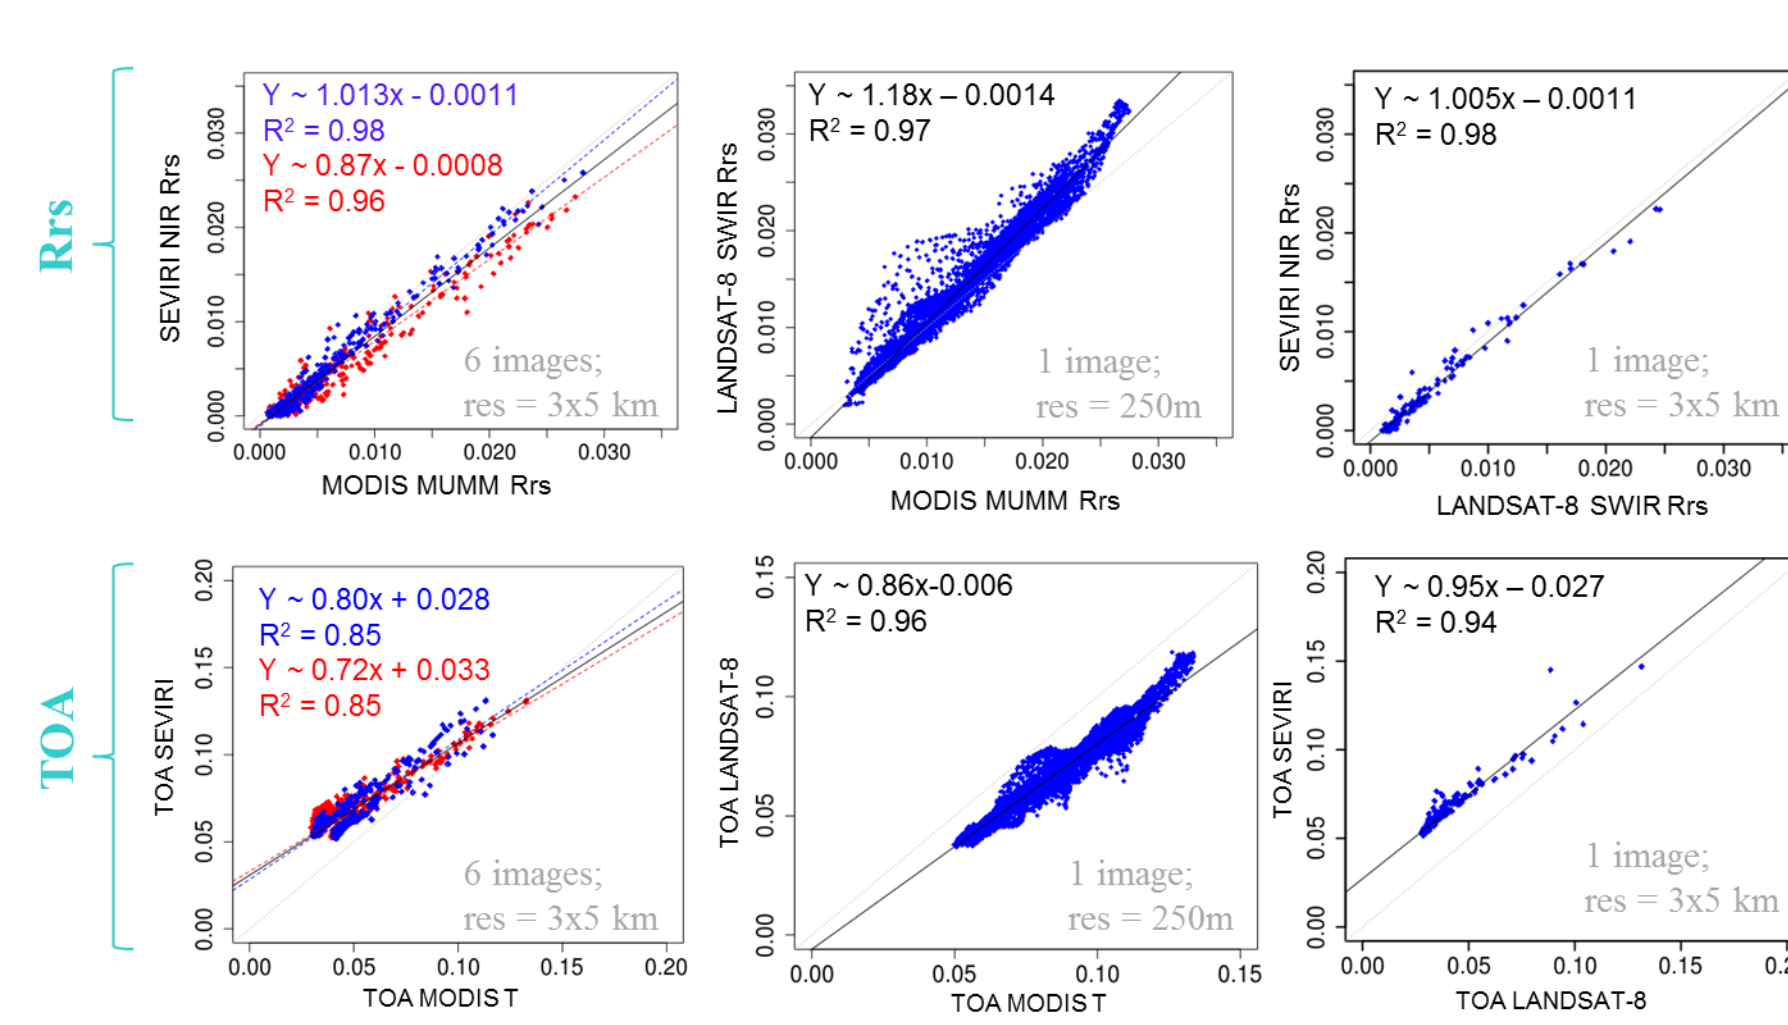 Rrs
Y ~ 1.013x - 0.0011
R² = 0.98
Y ~ 0.87x - 0.0008
R² = 0.96
6 images;
res = 3x5 km
SEVIRI NIR Rrs
0.000 0.010 0.020 0.030
0.000 0.010 0.020 0.030
MODIS MUMM Rrs
Y ~ 1.18x – 0.0014
R² = 0.97
1 image;
res = 250m
LANDSAT-8 SWIR Rrs
0.000 0.010 0.020 0.030
0.000 0.010 0.020 0.030
MODIS MUMM Rrs
Y ~ 1.005x – 0.0011
R² = 0.98
1 image;
res = 3x5 km
SEVIRI NIR Rrs
0.000 0.010 0.020 0.030
0.000 0.010 0.020 0.030
LANDSAT-8 SWIR Rrs
TOA
Y ~ 0.80x + 0.028
R² = 0.85
Y ~ 0.72x + 0.033
R² = 0.85
6 images;
res = 3x5 km
TOA SEVIRI
0.00 0.05 0.10 0.15 0.20
0.00 0.05 0.10 0.15 0.20
TOA MODIS T
Y ~ 0.86x-0.006
R² = 0.96
1 image;
res = 250m
TOA LANDSAT-8
0.00 0.05 0.10 0.15
0.00 0.05 0.10 0.15
TOA MODIS T
Y ~ 0.95x – 0.027
R² = 0.94
1 image;
res = 3x5 km
TOA SEVIRI
0.00 0.05 0.10 0.15 0.20
0.00 0.05 0.10 0.15
TOA LANDSAT-8